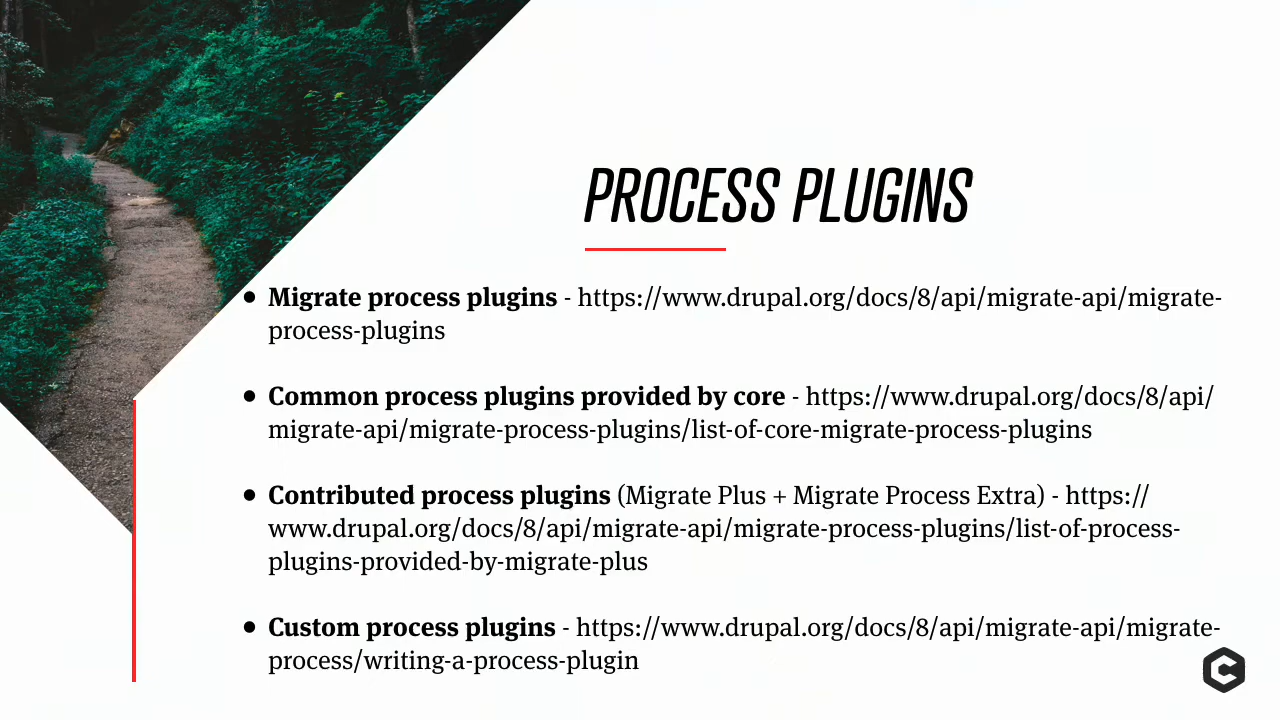 PROCESS PLUGINS
• Migrate process plugins - https://www.drupal.org/docs/8/api/migrate-api/migrate-
process-plugins
• Common process plugins provided by core - https://www.drupal.org/docs/8/api/
migrate-api/migrate-process-plugins/list-of-core-migrate-process-plugins
• Contributed process plugins (Migrate Plus + Migrate Process Extra) - https://
www.drupal.org/docs/8/api/migrate-api/migrate-process-plugins/list-of-process-
plugins-provided-by-migrate-plus
• Custom process plugins - https://www.drupal.org/docs/8/api/migrate-api/migrate-
process/writing-a-process-plugin